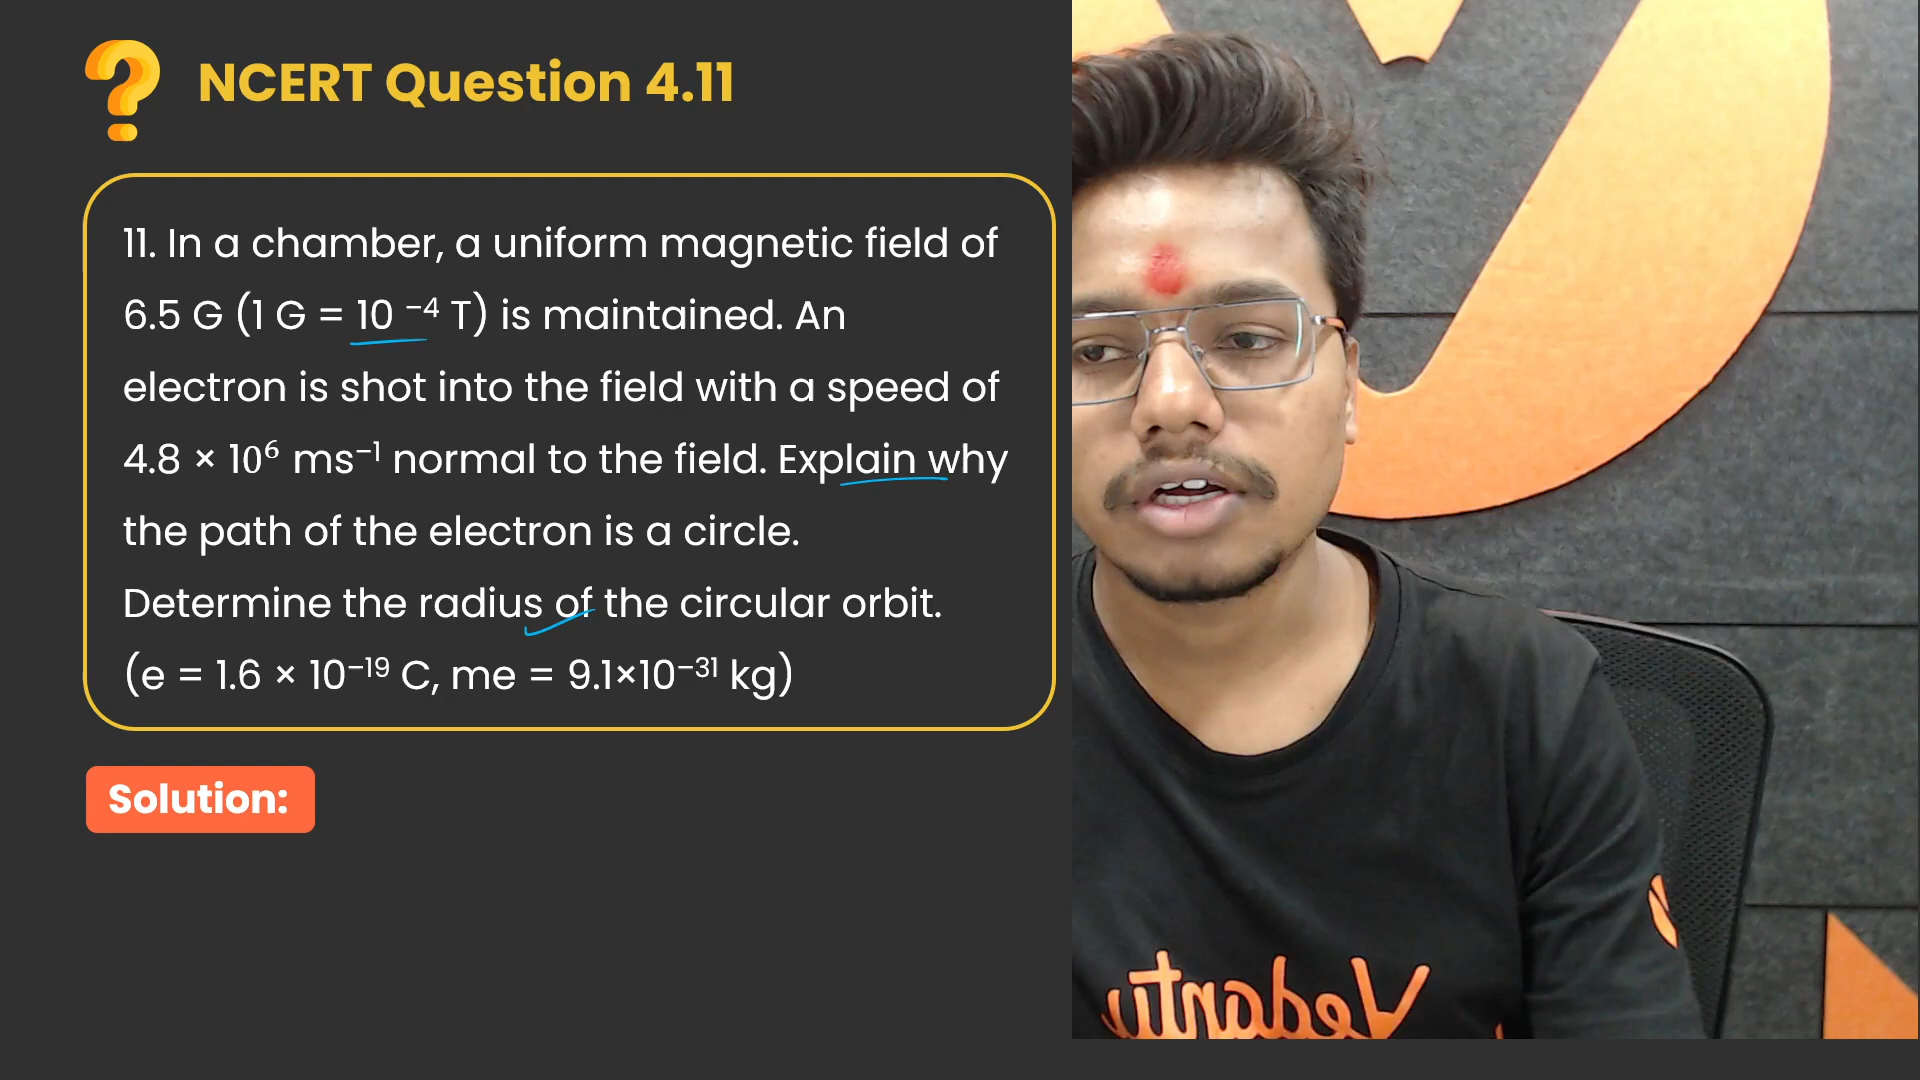 NCERT Question 4.11
11. In a chamber, a uniform magnetic field of
6.5 G (1 G = 10 ⁻⁴ T) is maintained. An
electron is shot into the field with a speed of
4.8 × 10⁶ ms⁻¹ normal to the field. Explain why
the path of the electron is a circle.
Determine the radius of the circular orbit.
(e = 1.6 × 10⁻¹⁹ C, me = 9.1×10⁻³¹ kg)
Solution:
Vedantu